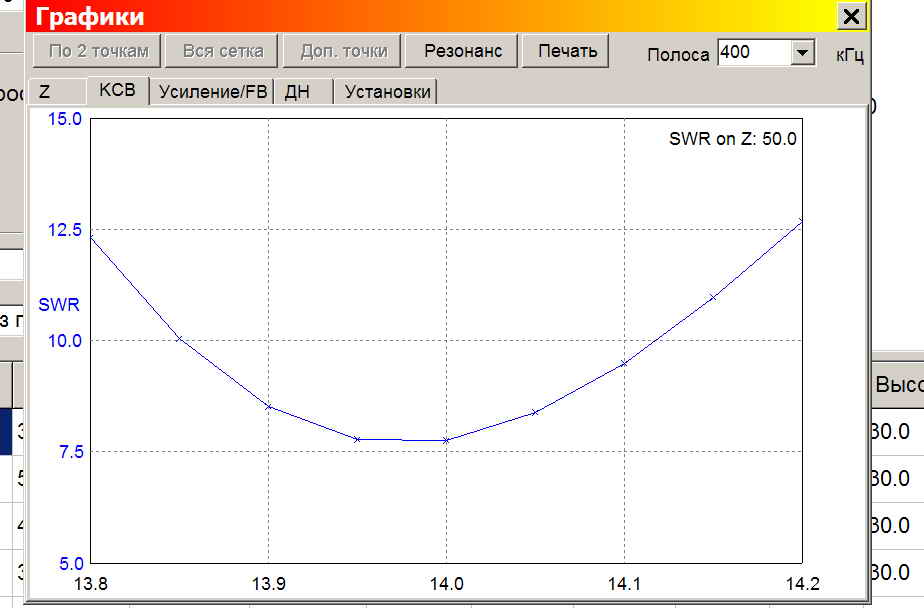 Графики
По 2 точкам Вся сетка Доп. точки Резонанс Печать Полоса 400 кГц
Z КСВ Усиление/FB ДН Установки
15.0
SWR on Z: 50.0
12.5
SWR
10.0
7.5
5.0
13.8 13.9 14.0 14.1 14.2
30.0
30.0
30.0
30.0